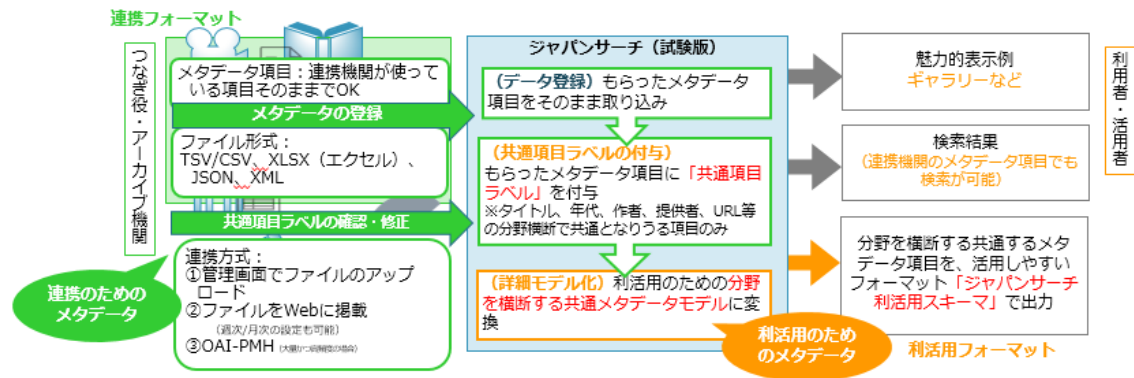 連携フォーマット
つなぎ役・アーカイブ機関
メタデータ項目：連携機関が使って
いる項目そのままでOK
メタデータの登録
ファイル形式：
TSV/CSV、XLSX（エクセル）、
JSON、XML
共通項目ラベルの確認・修正
連携方式：
①管理画面でファイルのアップ
ロード
②ファイルをWebに掲載
（週次/月次の設定も可能）
③OAI-PMH
連携のための
メタデータ
ジャパンサーチ（試験版）
（データ登録）もらったメタデータ
項目をそのまま取り込み
（共通項目ラベルの付与）
もらったメタデータ項目に「共通項目
ラベル」を付与
※タイトル、年代、作者、提供者、URL等
の分野横断で共通となりうる項目のみ
（詳細モデル化）利活用のための分野
を横断する共通メタデータモデルに変
換
利活用のため
のメタデータ
魅力的表示例
ギャラリーなど
検索結果
（連携機関のメタデータ項目でも
検索が可能）
分野を横断する共通するメタ
データ項目を、活用しやすい
フォーマット「ジャパンサーチ
利活用スキーマ」で出力
利活用フォーマット
利用者・活用者